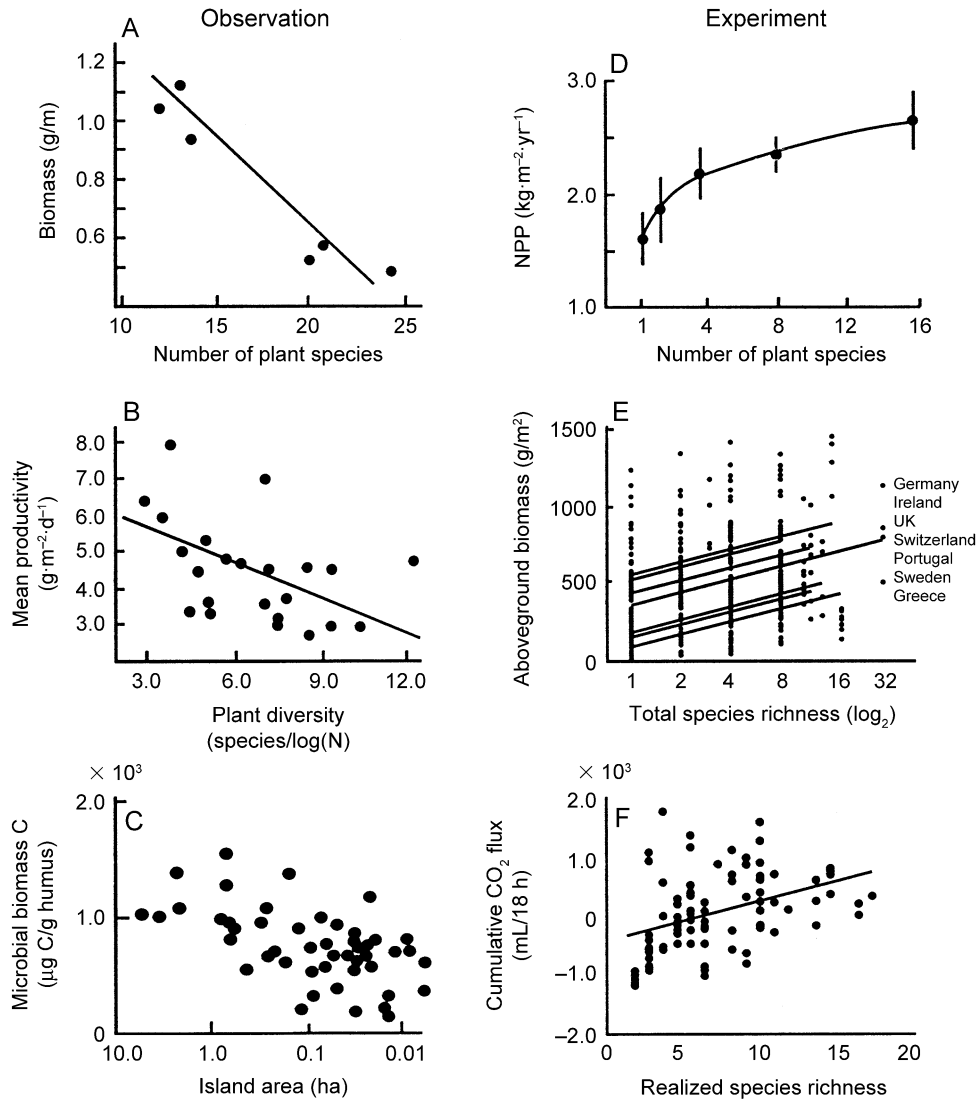 Observation
Experiment
A
1.2
1.0
0.8
0.6
Biomass (g/m)
10 15 20 25
Number of plant species
D
3.0
2.0
1.0
NPP (kg·m⁻²·yr⁻¹)
1 4 8 12 16
Number of plant species
B
8.0
7.0
6.0
5.0
4.0
3.0
Mean productivity
(g·m⁻²·d⁻¹)
3.0 6.0 9.0 12.0
Plant diversity
(species/log(N)
E
1500
1000
500
0
Aboveground biomass (g/m²)
Germany
Ireland
UK
Switzerland
Portugal
Sweden
Greece
1 2 4 8 16 32
Total species richness (log₂)
× 10³
C
2.0
1.0
0
Microbial biomass C
(μg C/g humus)
10.0 1.0 0.1 0.01
Island area (ha)
× 10³
F
2.0
1.0
0
–1.0
–2.0
Cumulative CO₂ flux
(mL/18 h)
0 5 10 15 20
Realized species richness